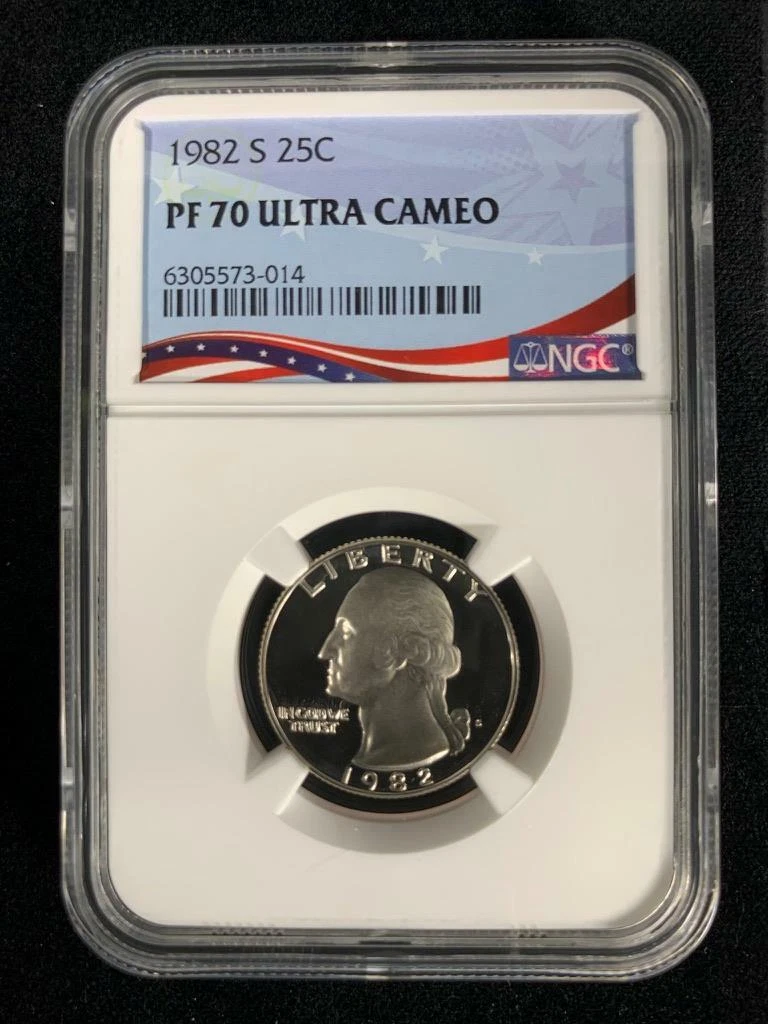 1982 S 25C
PF 70 ULTRA CAMEO
6305573-014
NGC®
LIBERTY
IN GOD WE
TRUST
S
1982